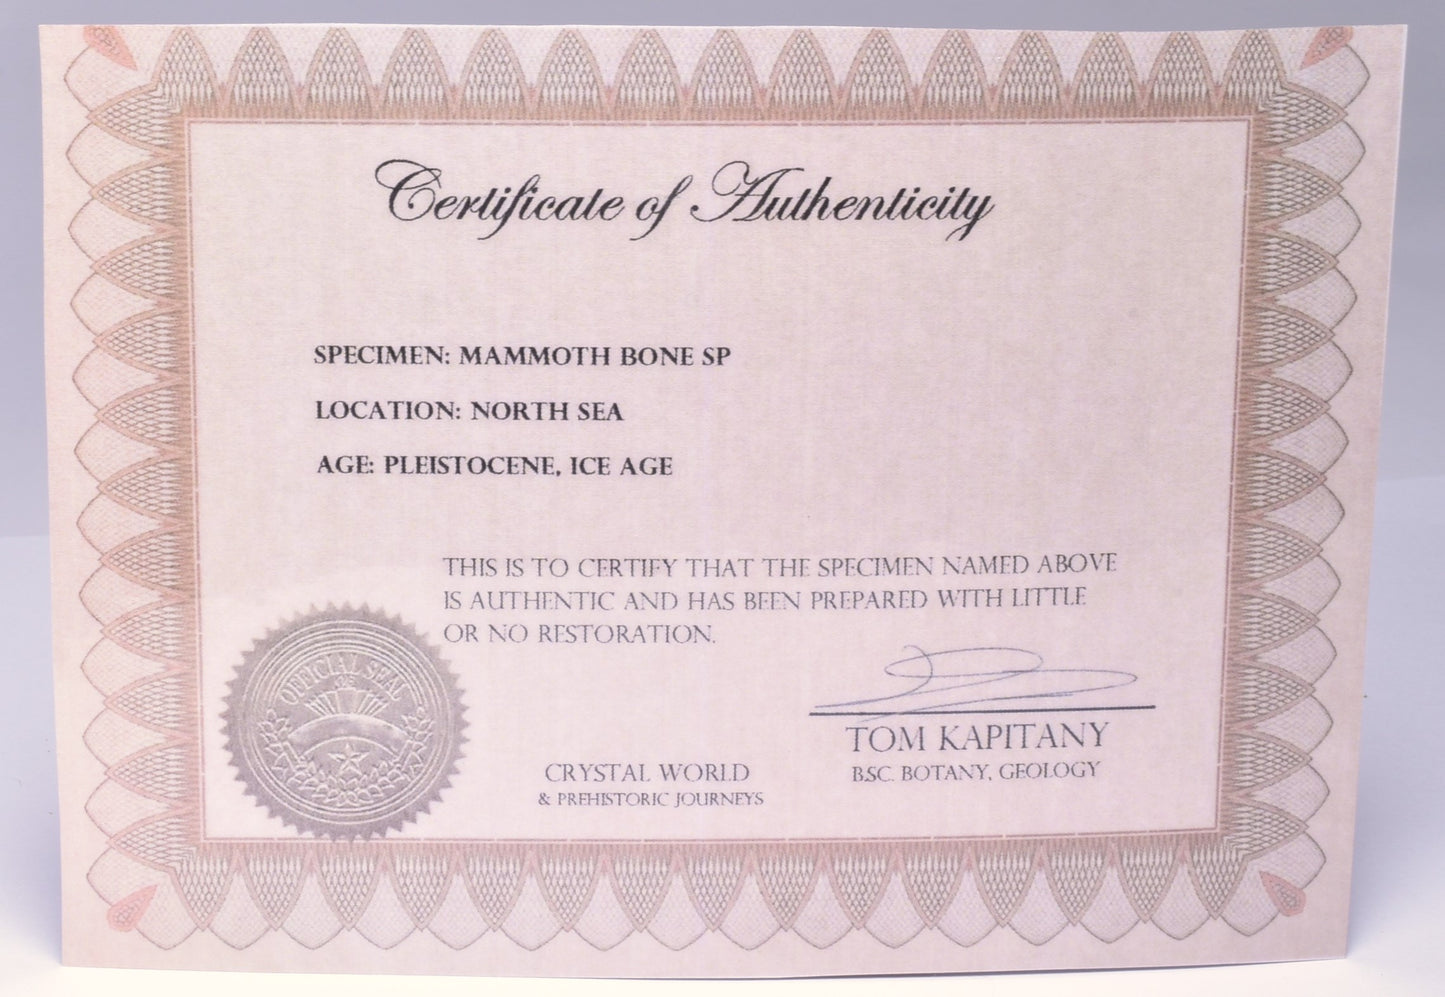 Certificate of Authenticity
SPECIMEN: MAMMOTH BONE SP
LOCATION: NORTH SEA
AGE: PLEISTOCENE, ICE AGE
THIS IS TO CERTIFY THAT THE SPECIMEN NAMED ABOVE
IS AUTHENTIC AND HAS BEEN PREPARED WITH LITTLE
OR NO RESTORATION.
OFFICIAL SEAL
TOM KAPITANY
B.SC. BOTANY, GEOLOGY
CRYSTAL WORLD
& PREHISTORIC JOURNEYS